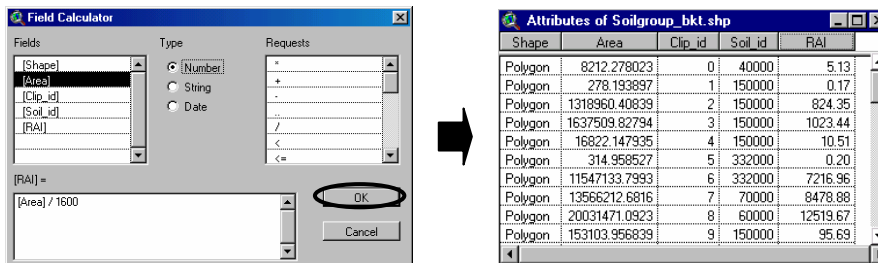 Field Calculator
Fields
Type
Requests
[Shape]
[Area]
[Clip_id]
[Soil_id]
[RAI]
Number
String
Date
*
+
-
..
/
<
<=
[RAI] =
[Area] / 1600
OK
Cancel
Attributes of Soilgroup_bkt.shp
Shape Area Clip_id Soil_id RAI
Polygon 8212.278023 0 40000 5.13
Polygon 278.193897 1 150000 0.17
Polygon 1318960.40839 2 150000 824.35
Polygon 1637509.82794 3 150000 1023.44
Polygon 16822.147935 4 150000 10.51
Polygon 314.958527 5 332000 0.20
Polygon 11547133.7993 6 332000 7216.96
Polygon 13566212.6816 7 70000 8478.88
Polygon 20031471.0923 8 60000 12519.67
Polygon 153103.956839 9 150000 95.69